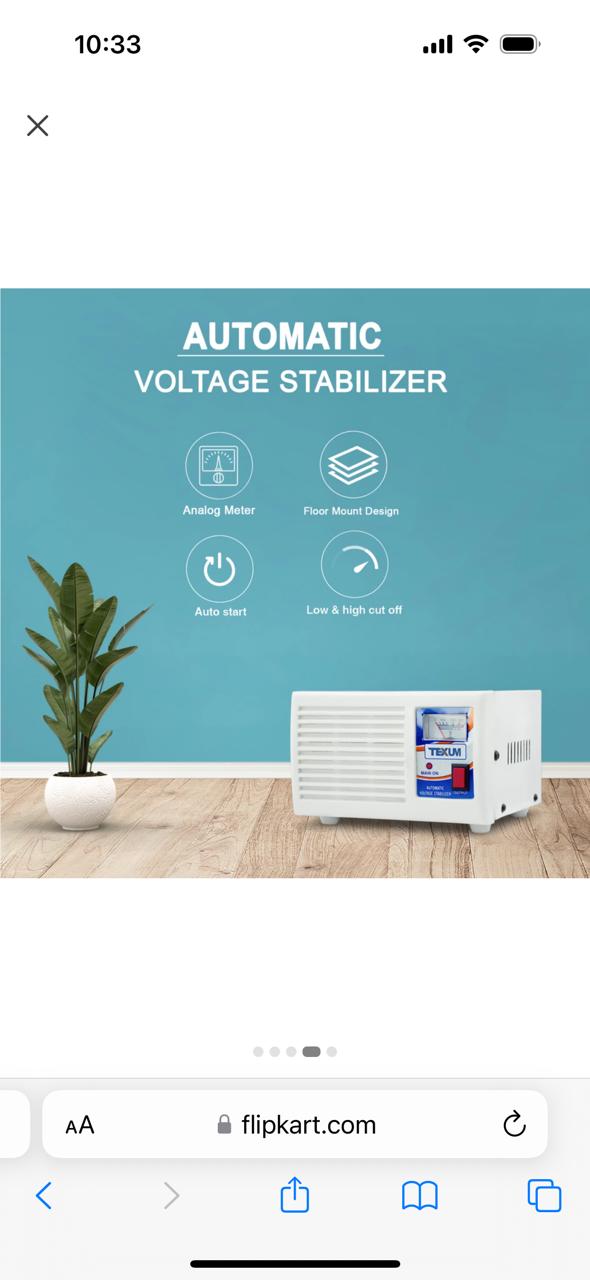 10:33
AUTOMATIC
VOLTAGE STABILIZER
Analog Meter
Floor Mount Design
Auto start
Low & high cut off
TEXUM
MAIN ON
AUTOMATIC
VOLTAGE STABILIZER
OUTPUT
AA
flipkart.com